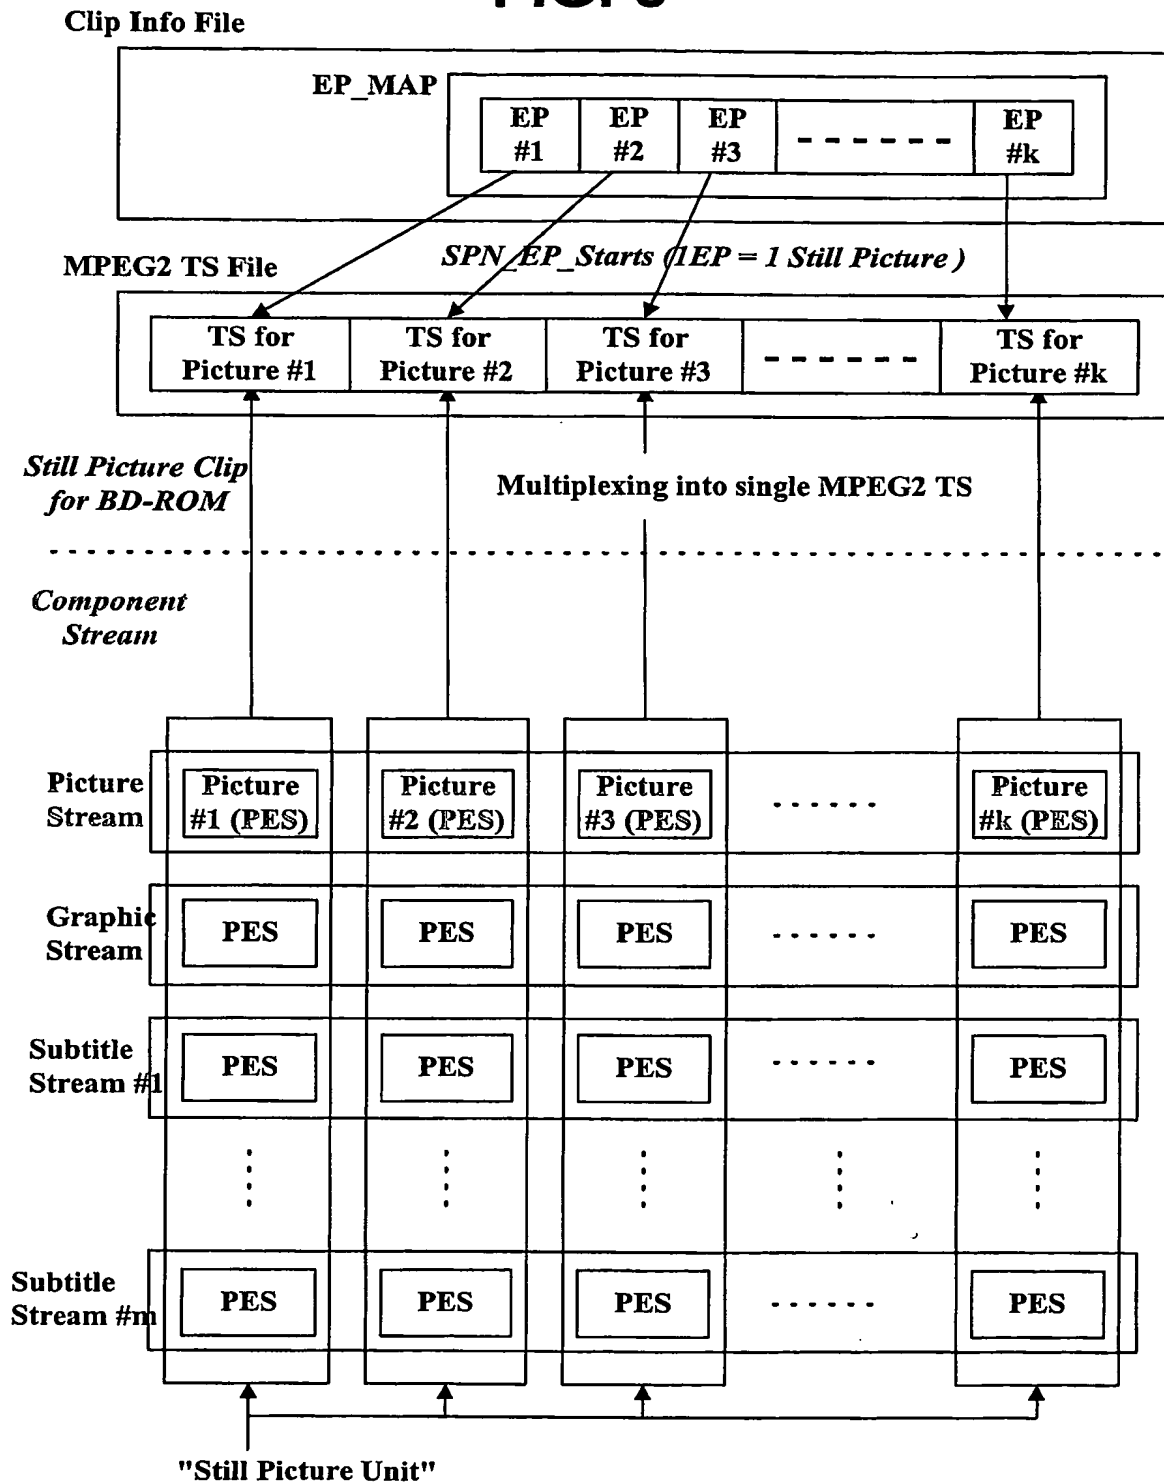 Clip Info File
EP_MAP
EP #1
EP #2
EP #3
EP #k
SPN_EP_Starts (1EP = 1 Still Picture )
MPEG2 TS File
TS for Picture #1
TS for Picture #2
TS for Picture #3
TS for Picture #k
Still Picture Clip
for BD-ROM
Multiplexing into single MPEG2 TS
Component
Stream
Picture
Stream
Picture #1 (PES)
Picture #2 (PES)
Picture #3 (PES)
Picture #k (PES)
Graphic
Stream
PES
PES
PES
PES
Subtitle
Stream #1
PES
PES
PES
PES
Subtitle
Stream #m
PES
PES
PES
PES
"Still Picture Unit"